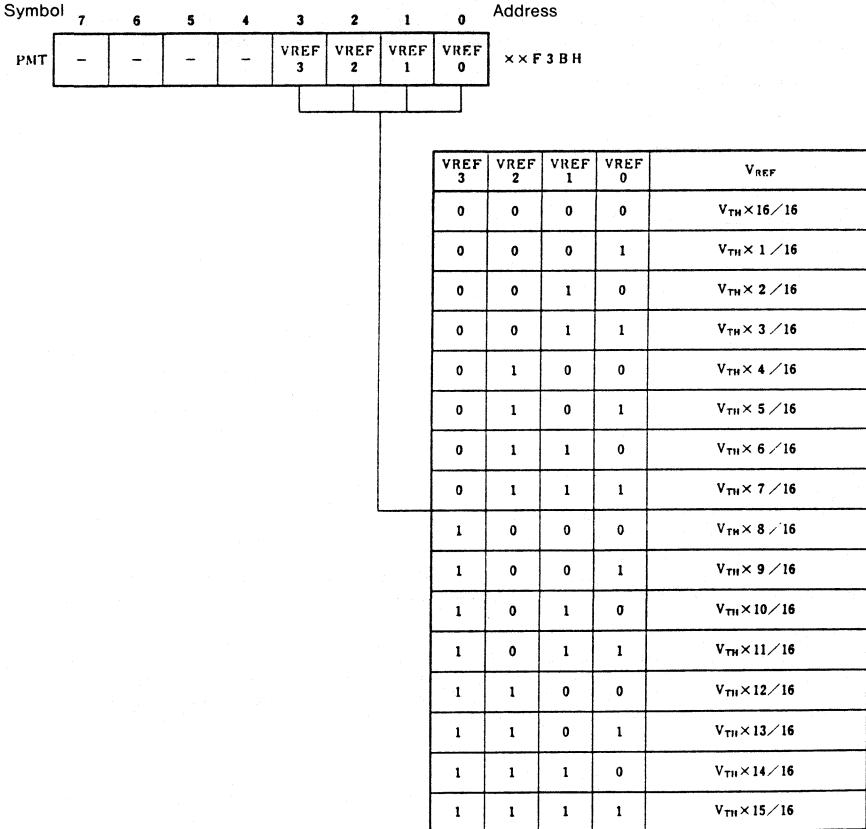 Symbol 7 6 5 4 3 2 1 0 Address
PMT – – – – VREF 3 VREF 2 VREF 1 VREF 0 ××F3BH
VREF 3 VREF 2 VREF 1 VREF 0 VREF
0 0 0 0 VTH×16/16
0 0 0 1 VTH×1/16
0 0 1 0 VTH×2/16
0 0 1 1 VTH×3/16
0 1 0 0 VTH×4/16
0 1 0 1 VTH×5/16
0 1 1 0 VTH×6/16
0 1 1 1 VTH×7/16
1 0 0 0 VTH×8/16
1 0 0 1 VTH×9/16
1 0 1 0 VTH×10/16
1 0 1 1 VTH×11/16
1 1 0 0 VTH×12/16
1 1 0 1 VTH×13/16
1 1 1 0 VTH×14/16
1 1 1 1 VTH×15/16